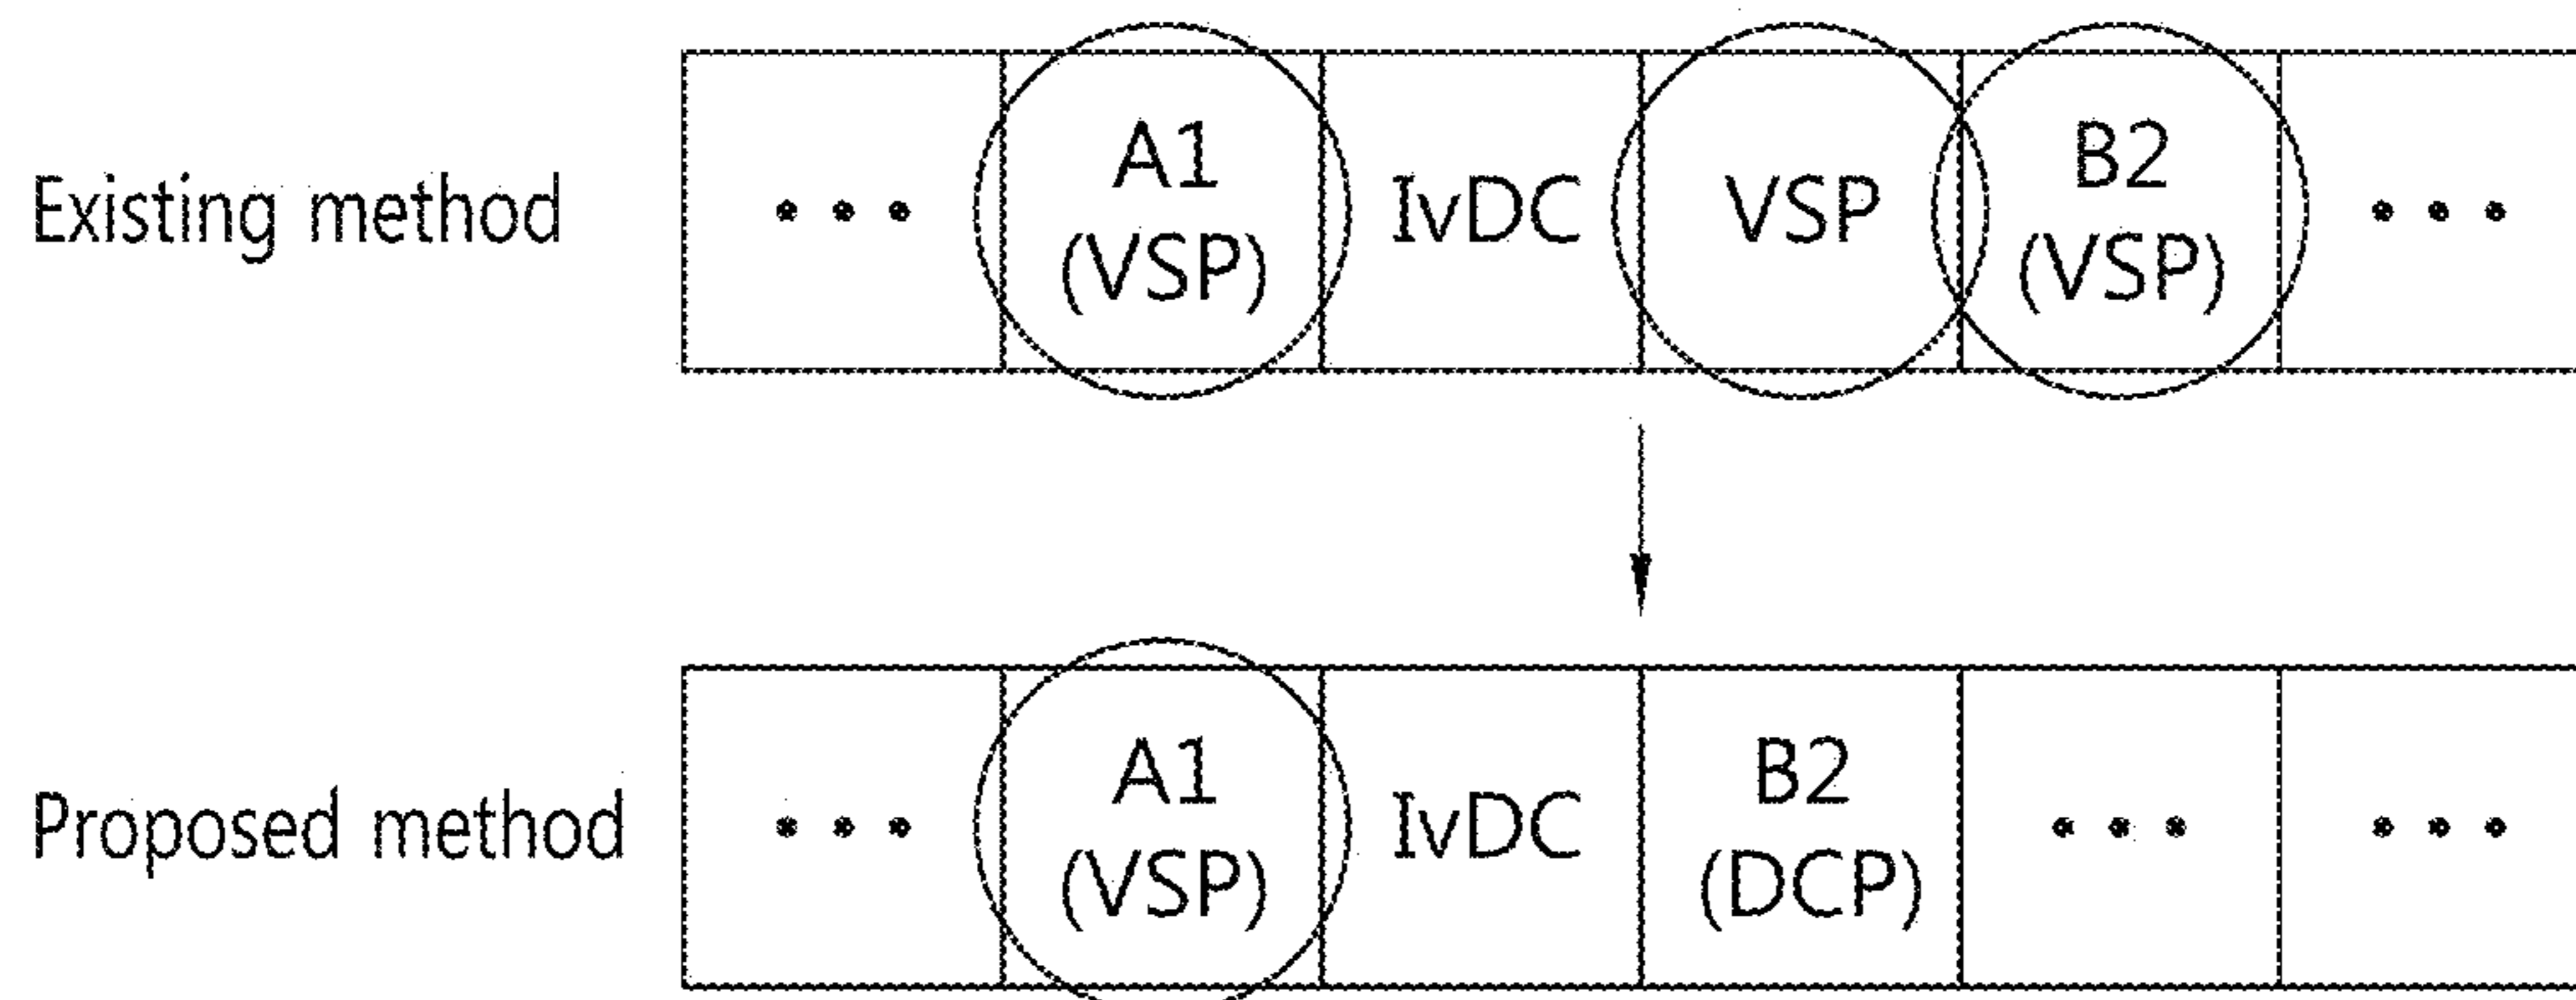 Existing method
• • •
A1
(VSP)
IvDC
VSP
B2
(VSP)
• • •
Proposed method
• • •
A1
(VSP)
IvDC
B2
(DCP)
• • •
• • •